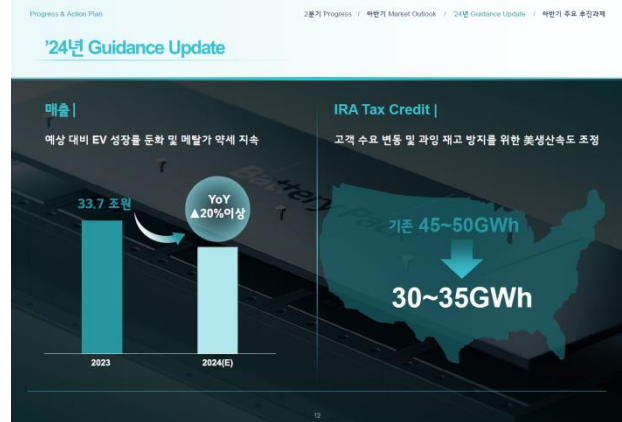 Progress & Action Plan
2분기 Progress / 하반기 Market Outlook / '24년 Guidance Update / 하반기 주요 추진과제
'24년 Guidance Update
매출 |
예상 대비 EV 성장률 둔화 및 메탈가 약세 지속
33.7 조원
YoY
▲20%이상
2023
2024(E)
IRA Tax Credit |
고객 수요 변동 및 과잉 재고 방지를 위한 美생산속도 조정
기존 45~50GWh
30~35GWh
Battery Pack
12